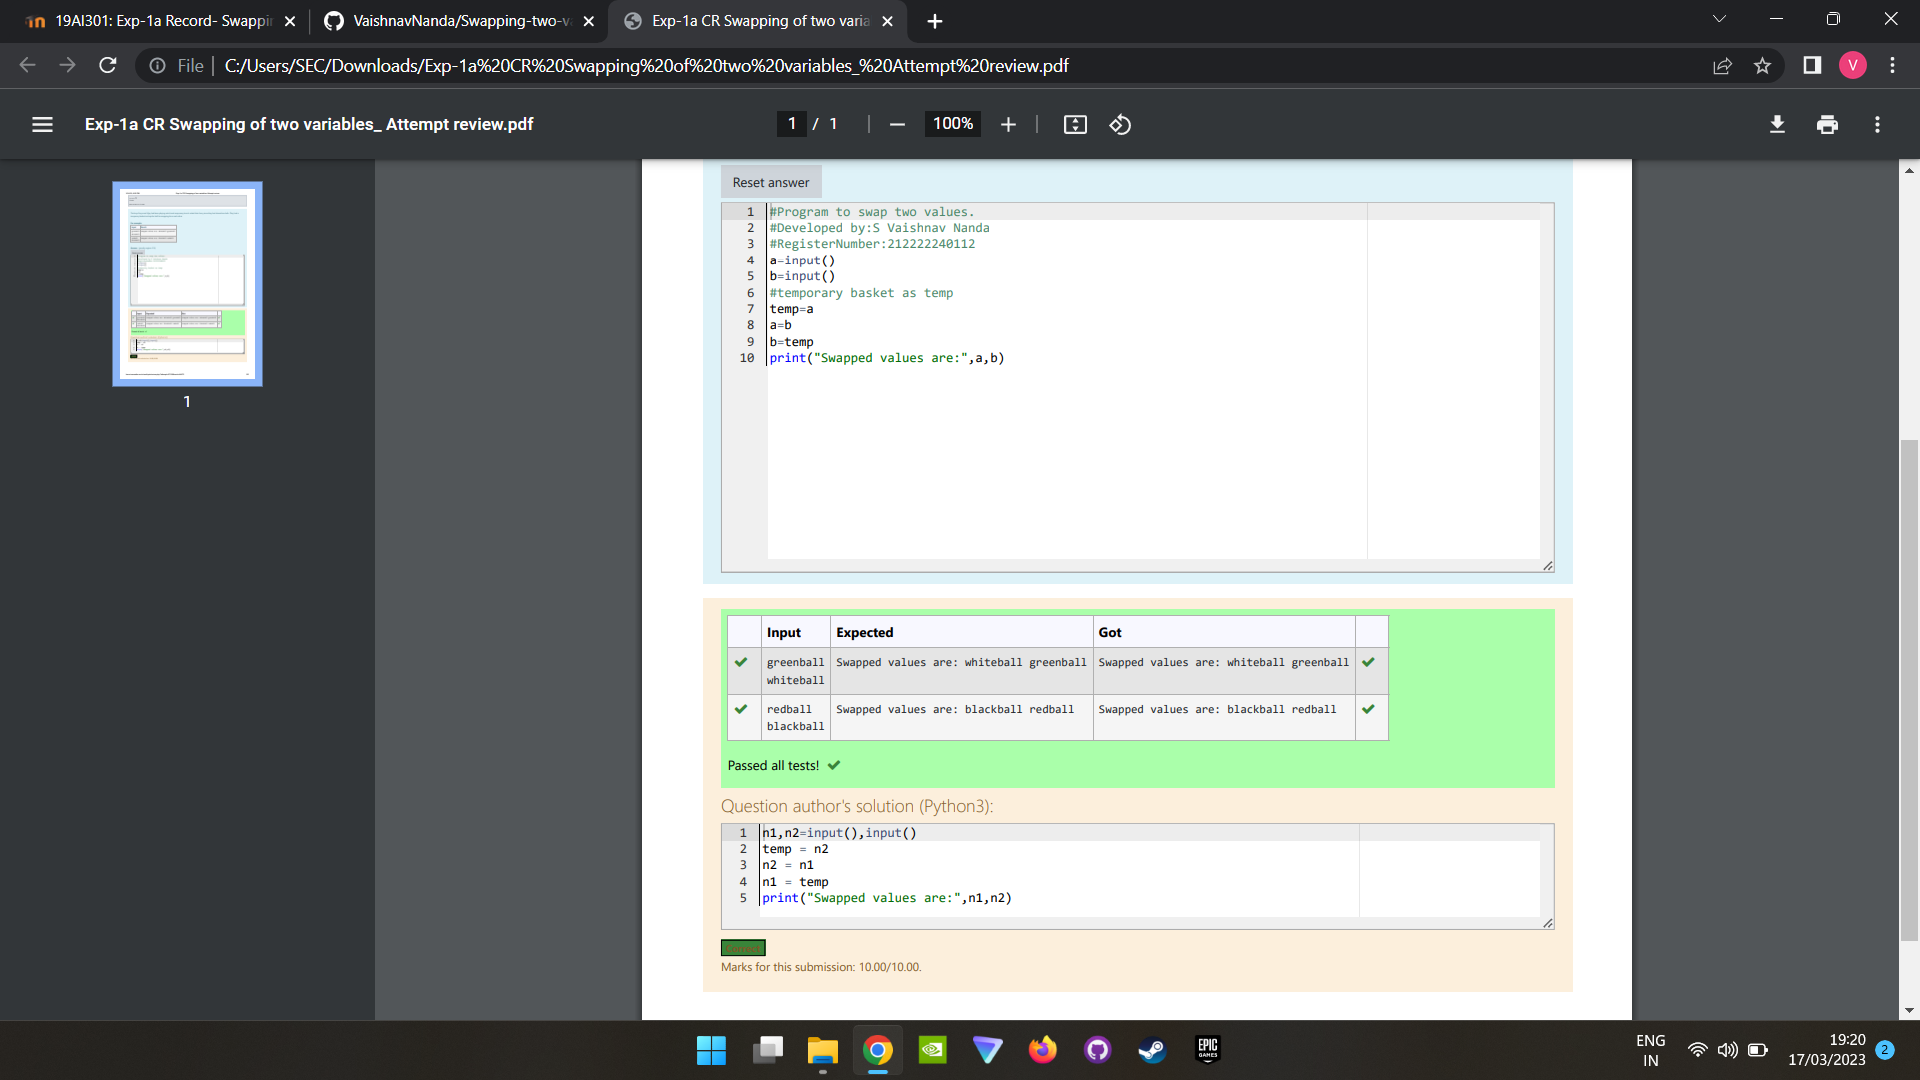 19AI301: Exp-1a Record- Swappin
VaishnavNanda/Swapping-two-va
Exp-1a CR Swapping of two varia
File
C:/Users/SEC/Downloads/Exp-1a%20CR%20Swapping%20of%20two%20variables_%20Attempt%20review.pdf
V
Exp-1a CR Swapping of two variables_ Attempt review.pdf
1 / 1
100%
1
Reset answer
1 #Program to swap two values.
2 #Developed by:S Vaishnav Nanda
3 #RegisterNumber:212222240112
4 a=input()
5 b=input()
6 #temporary basket as temp
7 temp=a
8 a=b
9 b=temp
10 print("Swapped values are:",a,b)
Input Expected Got
greenball Swapped values are: whiteball greenball Swapped values are: whiteball greenball
whiteball
redball Swapped values are: blackball redball Swapped values are: blackball redball
blackball
Passed all tests!
Question author's solution (Python3):
1 n1,n2=input(),input()
2 temp = n2
3 n2 = n1
4 n1 = temp
5 print("Swapped values are:",n1,n2)
Correct
Marks for this submission: 10.00/10.00.
EPIC
GAMES
ENG
IN
19:20
17/03/2023
2